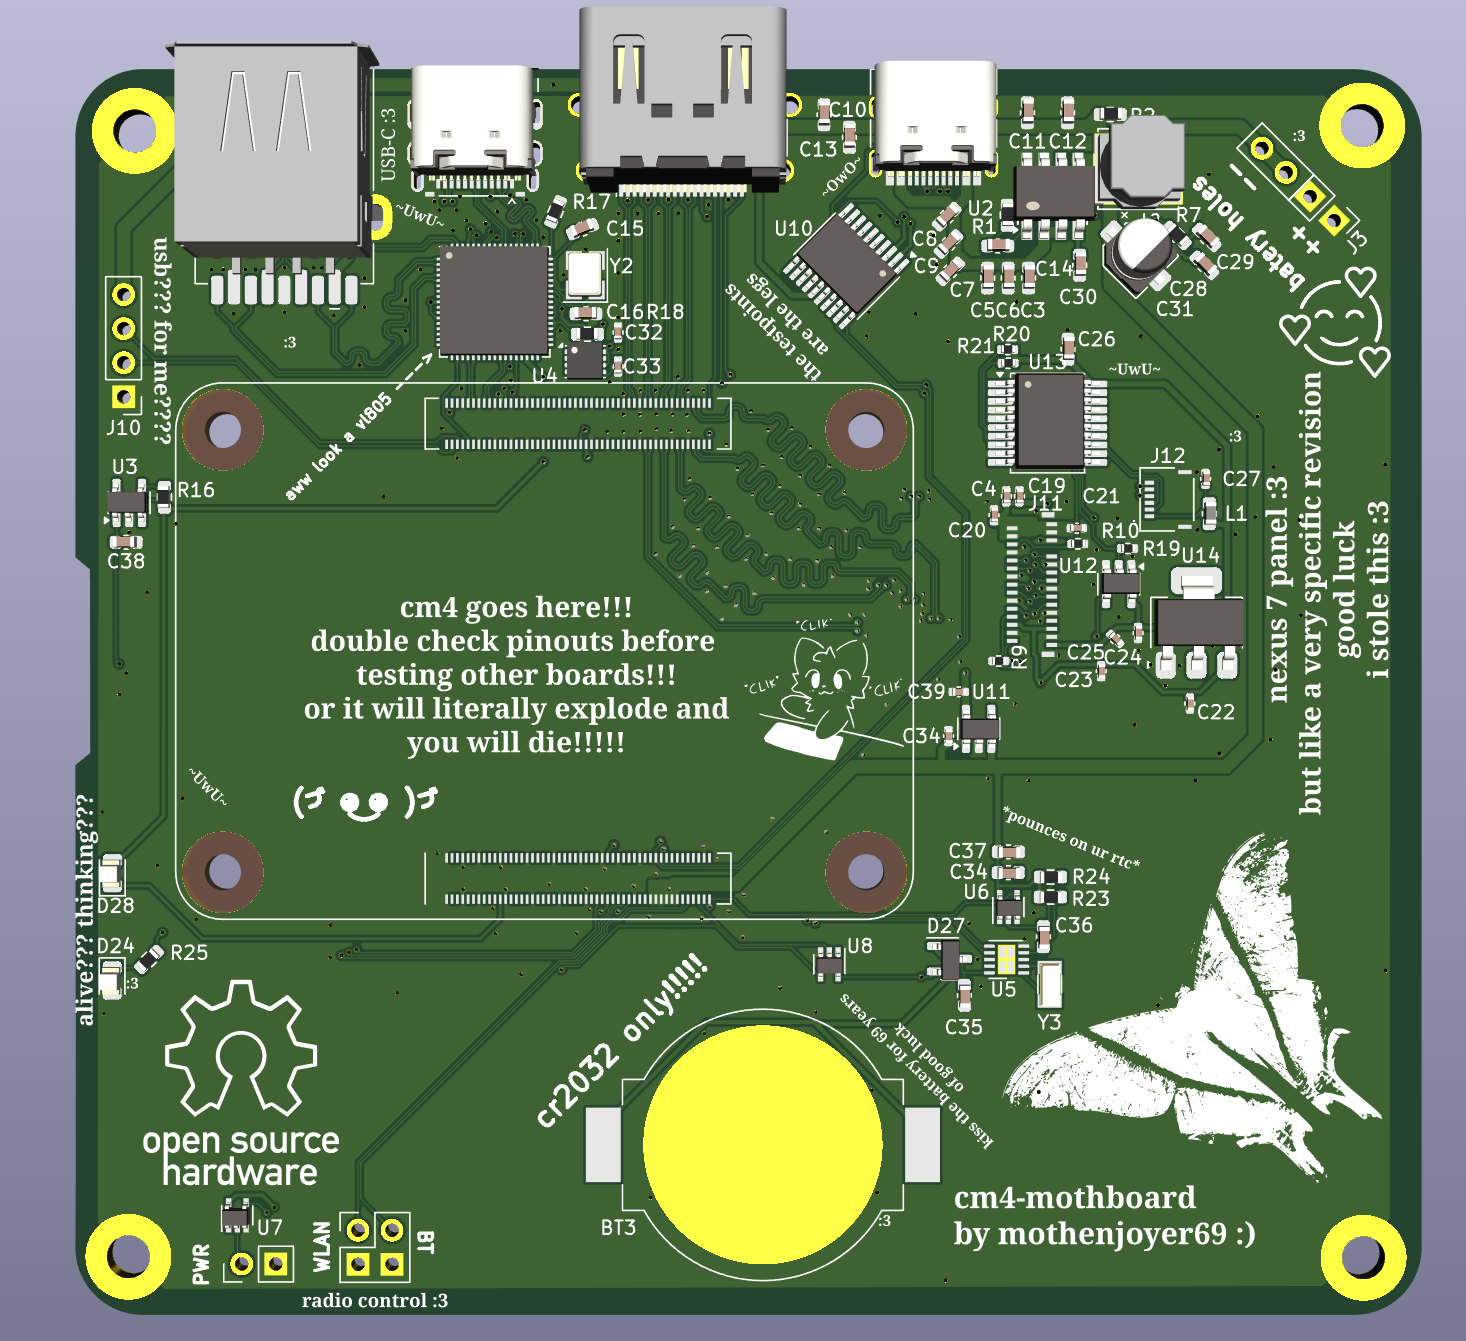 USB-C :3
~UwU~
R17
C15
Y2
C16R18
C32
C33
U4
C10
C13
~OwO~
U10
the testpoints
are the legs
C11C12
U2
R1
C8
C9
C7
C5C6C3
C14
C30
R7
C29
C28
C31
:3
J3
--
++
battery holes
usb??? for me????
:3
J10
aww look a vl805 ---->
U3
R16
C38
R20
R21
U13
C26
~UwU~
:3
J12
C27
L1
C4
C19
C21
J11
C20
R10
R19
U12
U14
C25
C24
C23
C22
R9
C39
U11
C34
nexus 7 panel :3
but like a very specific revision
good luck
i stole this :3
cm4 goes here!!!
double check pinouts before
testing other boards!!!
or it will literally explode and
you will die!!!!!
"CLIK"
"CLIK"
"CLIK"
~UwU~
*pounces on ur rtc*
C37
C34
U6
R24
R23
C36
D27
U8
U5
C35
Y3
alive??? thinking???
D28
D24
R25
:3
open source
hardware
cr2032 only!!!!!
kiss the battery for 69 years
of good luck
BT3
:3
U7
PWR
WLAN
BT
radio control :3
cm4-mothboard
by mothenjoyer69 :)